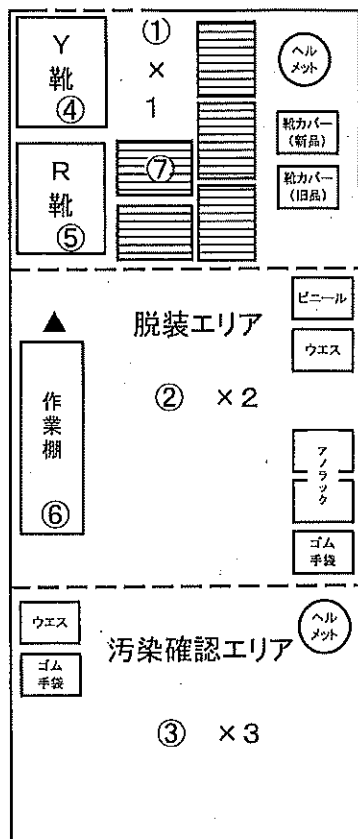 Y
靴
④
①
×
1
ヘル
メット
靴カバー
(新品)
靴カバー
(旧品)
R
靴
⑤
⑦
▲
脱装エリア
ビニール
ウエス
② ×2
作
業
棚
⑥
アノラック
ゴム
手袋
ウエス
ゴム
手袋
汚染確認エリア
ヘル
メット
③ ×3